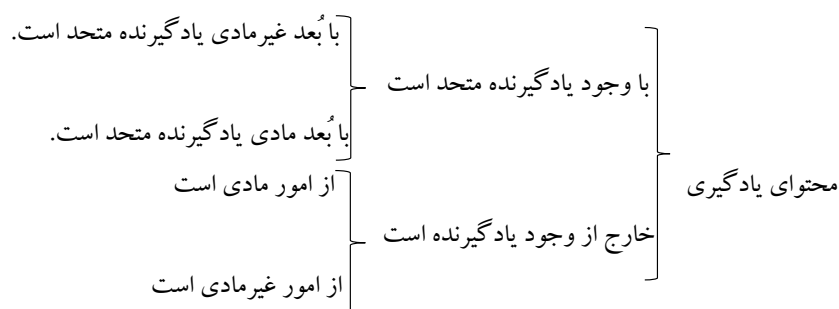 با بُعد غیرمادی یادگیرنده متحد است.
با وجود یادگیرنده متحد است
با بُعد مادی یادگیرنده متحد است.
محتوای یادگیری
از امور مادی است
خارج از وجود یادگیرنده است
از امور غیرمادی است